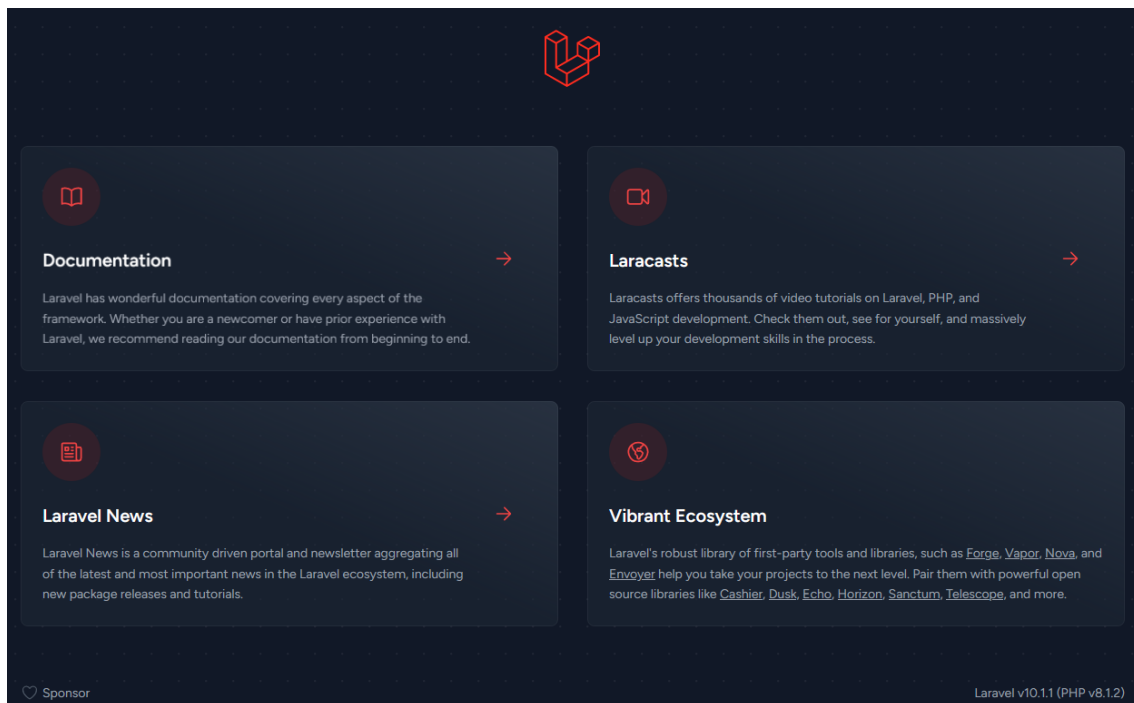 Documentation
Laravel has wonderful documentation covering every aspect of the
framework. Whether you are a newcomer or have prior experience with
Laravel, we recommend reading our documentation from beginning to end.
Laracasts
Laracasts offers thousands of video tutorials on Laravel, PHP, and
JavaScript development. Check them out, see for yourself, and massively
level up your development skills in the process.
Laravel News
Laravel News is a community driven portal and newsletter aggregating all
of the latest and most important news in the Laravel ecosystem, including
new package releases and tutorials.
Vibrant Ecosystem
Laravel's robust library of first-party tools and libraries, such as Forge, Vapor, Nova, and
Envoyer help you take your projects to the next level. Pair them with powerful open
source libraries like Cashier, Dusk, Echo, Horizon, Sanctum, Telescope, and more.
Sponsor
Laravel v10.1.1 (PHP v8.1.2)